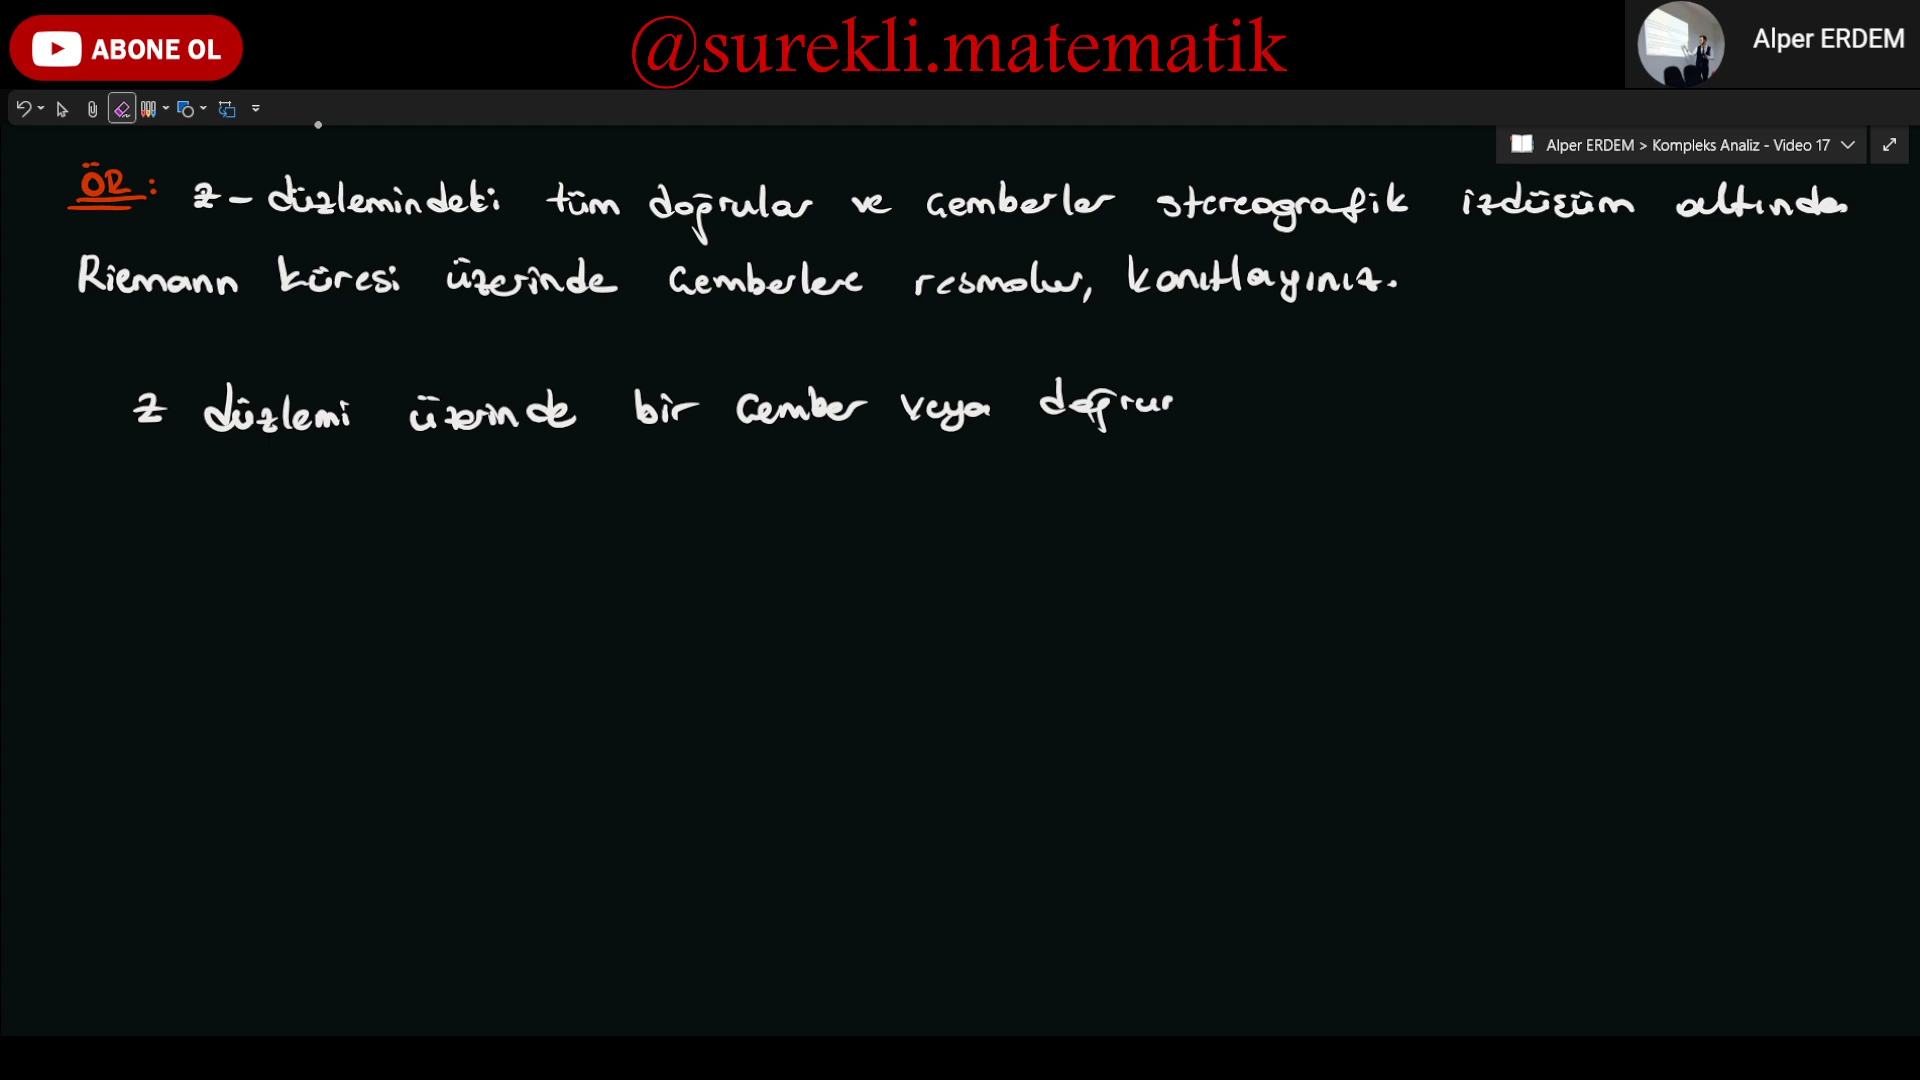 ABONE OL
@surekli.matematik
Alper ERDEM
Alper ERDEM > Kompleks Analiz - Video 17
ÖR: z-düzlemindeki tüm doğrular ve çemberler stereografik izdüşüm altında
Riemann küresi üzerinde çemberlere resmolur, kanıtlayınız.
z düzlemi üzerinde bir çember veya doğrur